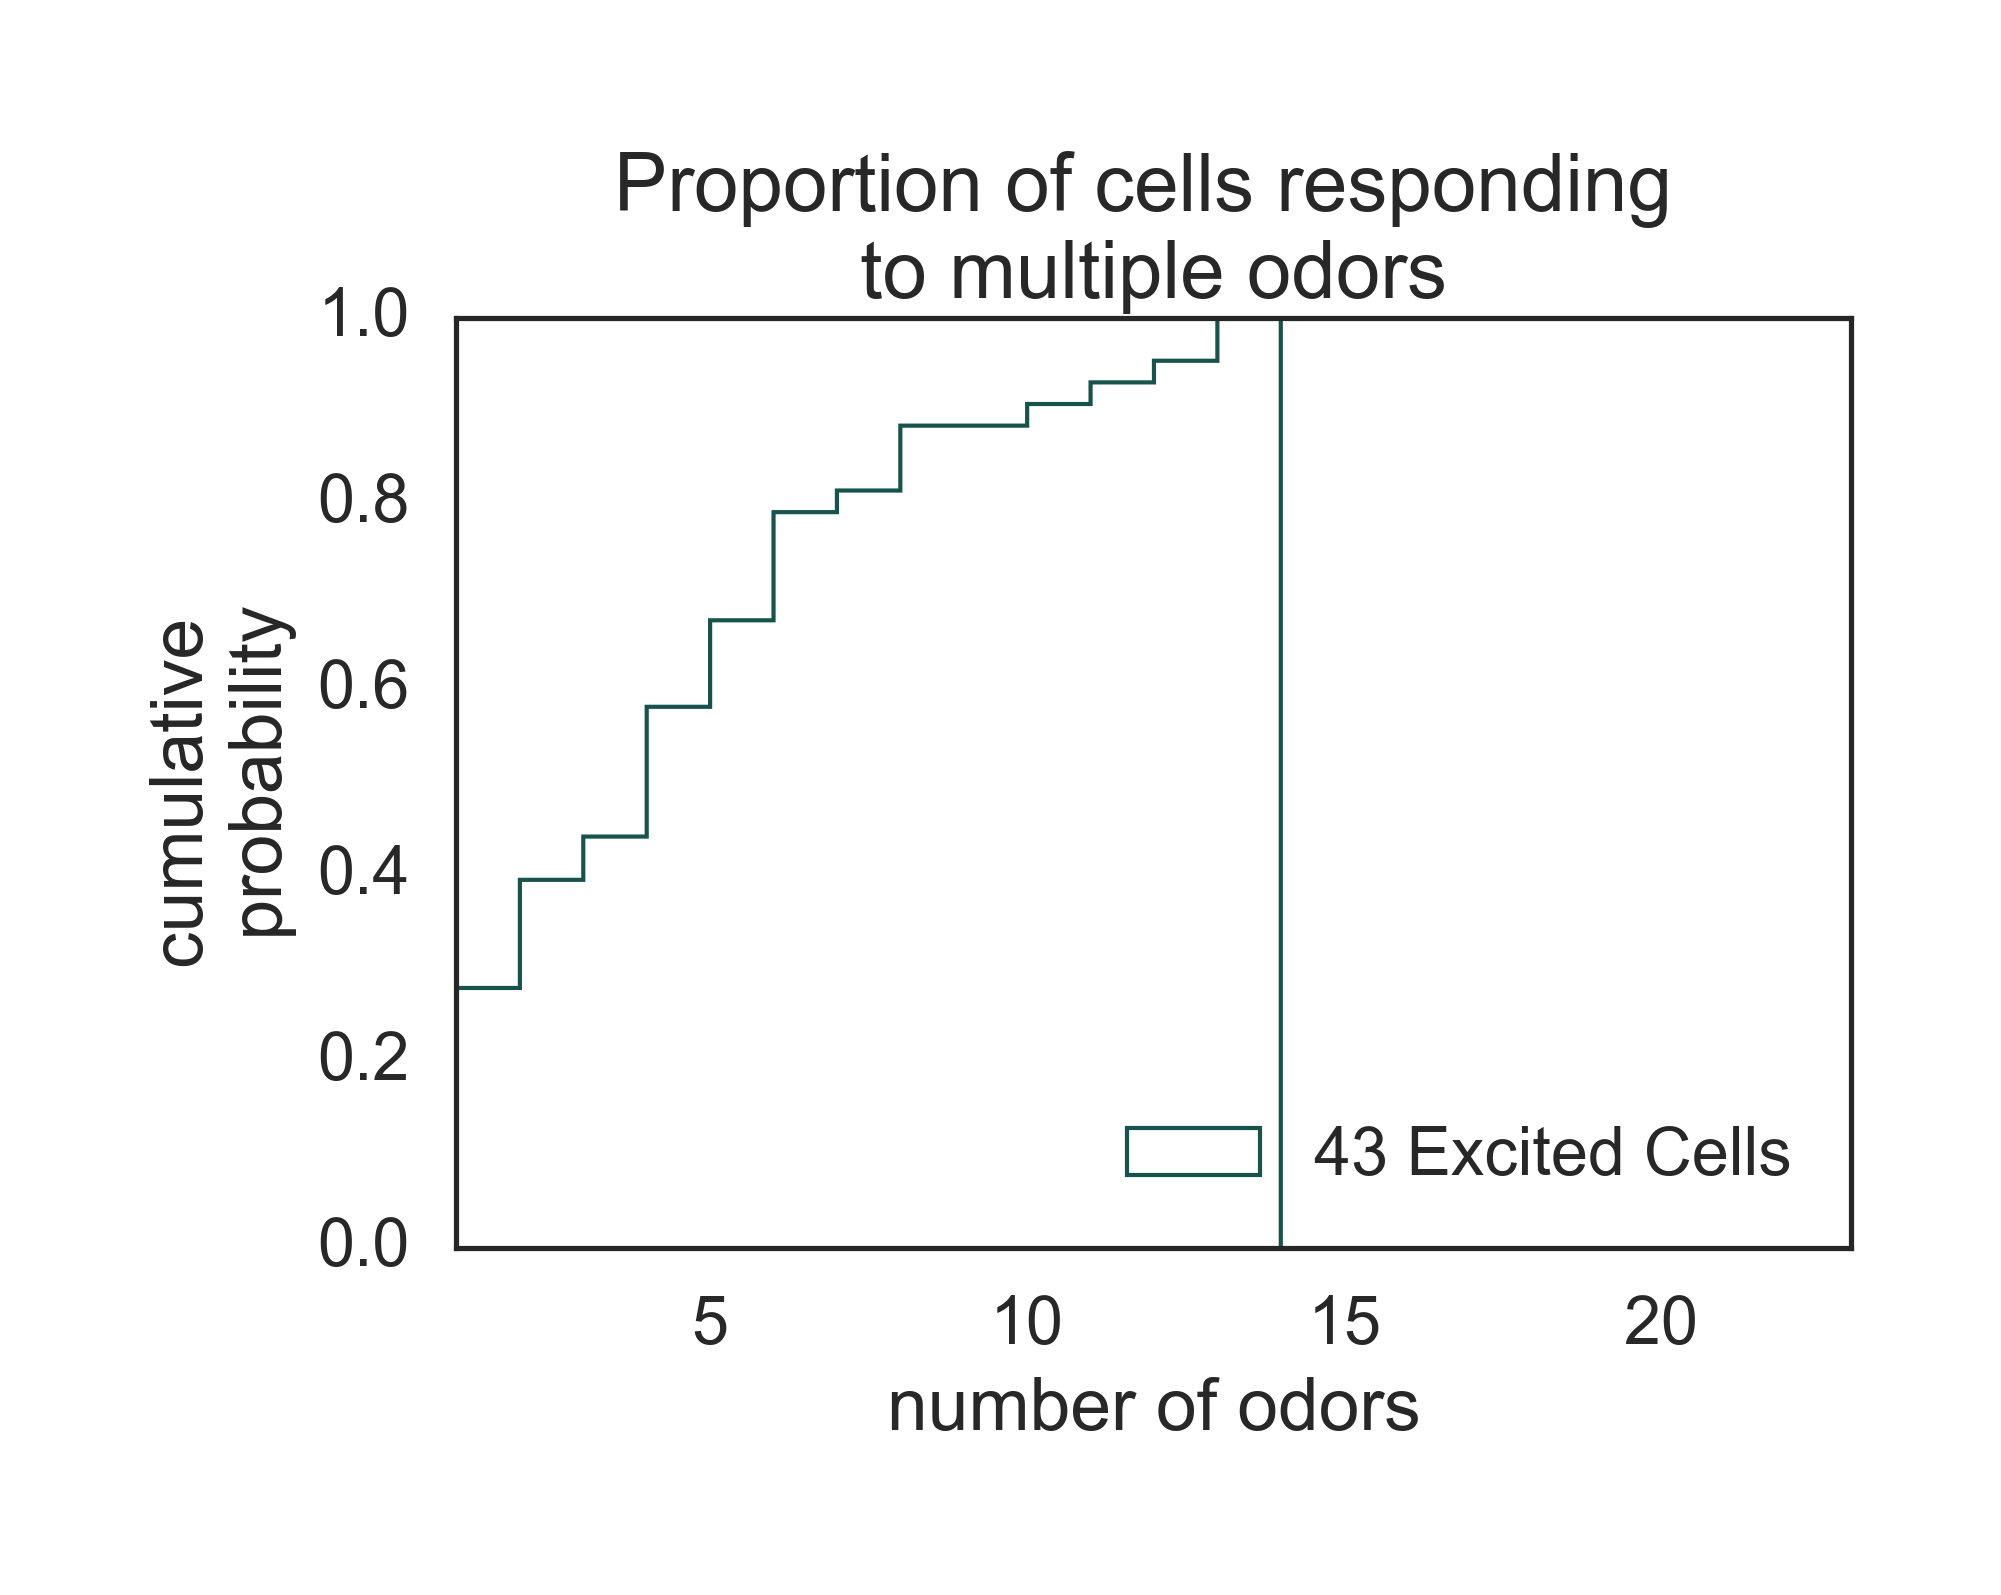 Proportion of cells responding
to multiple odors
1.0
0.8
0.6
0.4
0.2
0.0
cumulative
probability
43 Excited Cells
5 10 15 20
number of odors